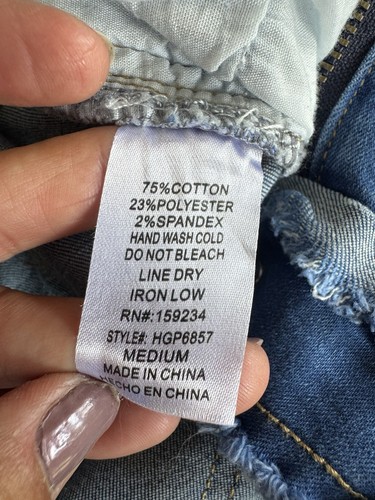 75%COTTON
23%POLYESTER
2%SPANDEX
HAND WASH COLD
DO NOT BLEACH
LINE DRY
IRON LOW
RN#:159234
STYLE#: HGP6857
MEDIUM
MADE IN CHINA
HECHO EN CHINA